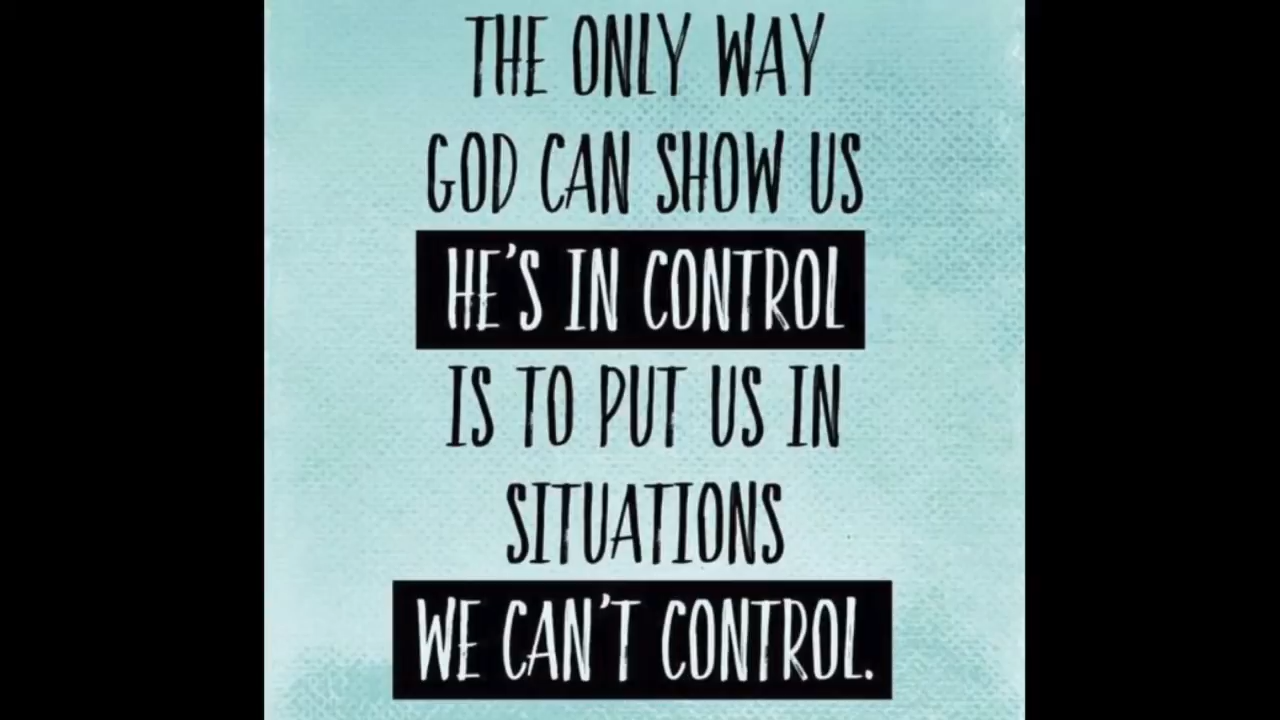 THE ONLY WAY
GOD CAN SHOW US
HE'S IN CONTROL
IS TO PUT US IN
SITUATIONS
WE CAN'T CONTROL.